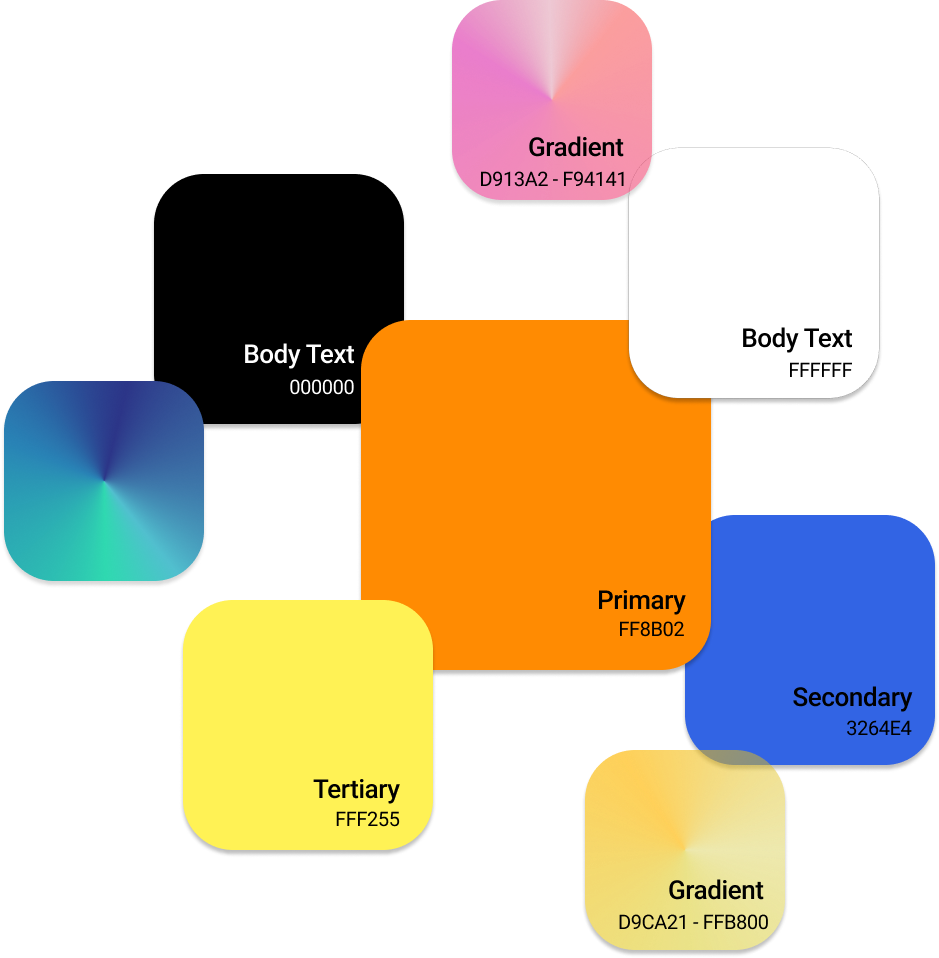 Gradient
D913A2 - F94141
Body Text
FFFFFF
Body Text
000000
Primary
FF8B02
Secondary
3264E4
Tertiary
FFF255
Gradient
D9CA21 - FFB800